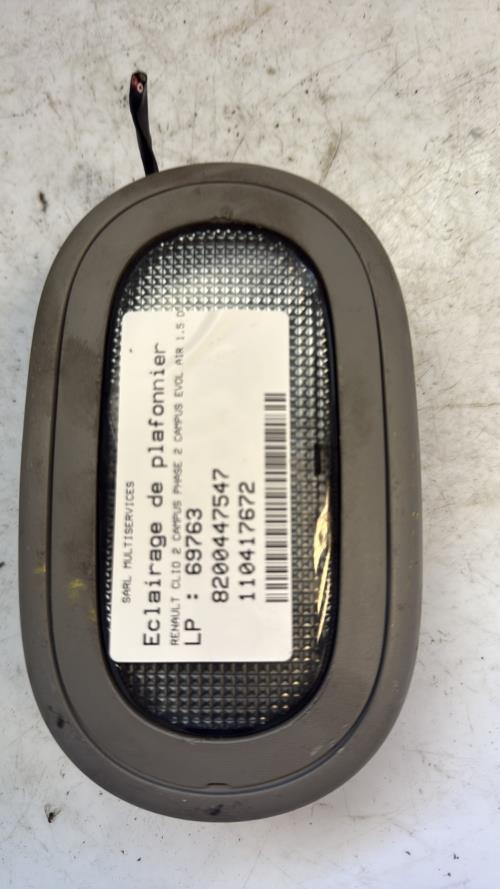 SARL MULTISERVICES
Eclairage de plafonnier
RENAULT CLIO 2 CAMPUS PHASE 2 CAMPUS EVOL AIR 1.5 D
LP : 69763
8200447547
110417672